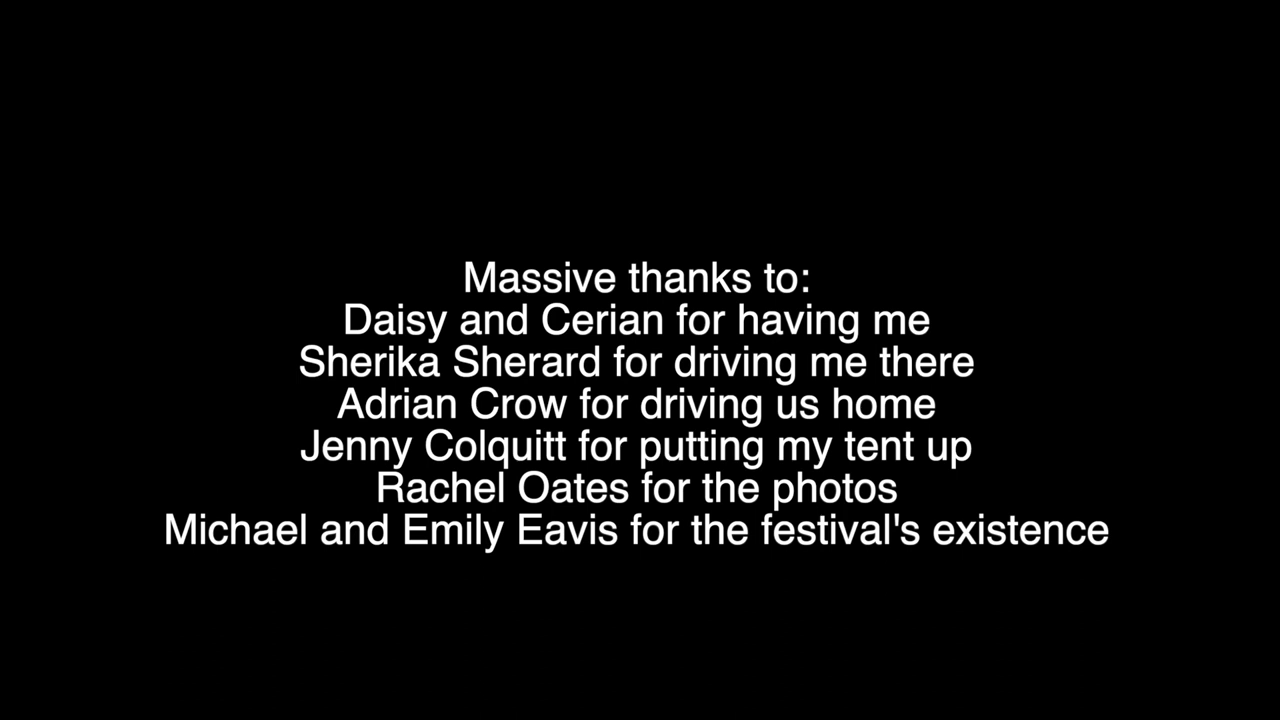 Massive thanks to:
Daisy and Cerian for having me
Sherika Sherard for driving me there
Adrian Crow for driving us home
Jenny Colquitt for putting my tent up
Rachel Oates for the photos
Michael and Emily Eavis for the festival's existence